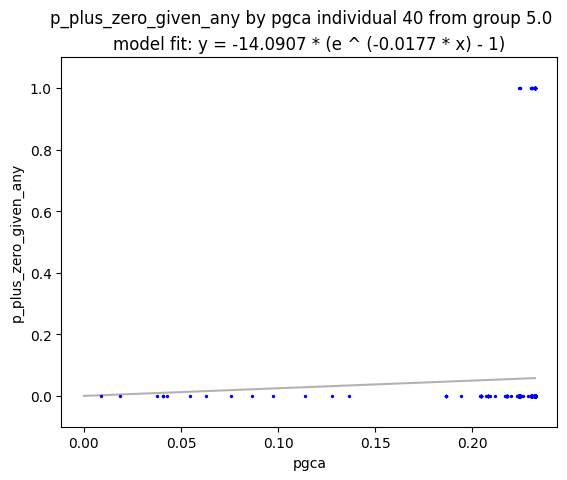 p_plus_zero_given_any by pgca individual 40 from group 5.0
model fit: y = -14.0907 * (e ^ (-0.0177 * x) - 1)
1.0
0.8
0.6
0.4
0.2
0.0
p_plus_zero_given_any
0.00 0.05 0.10 0.15 0.20
pgca